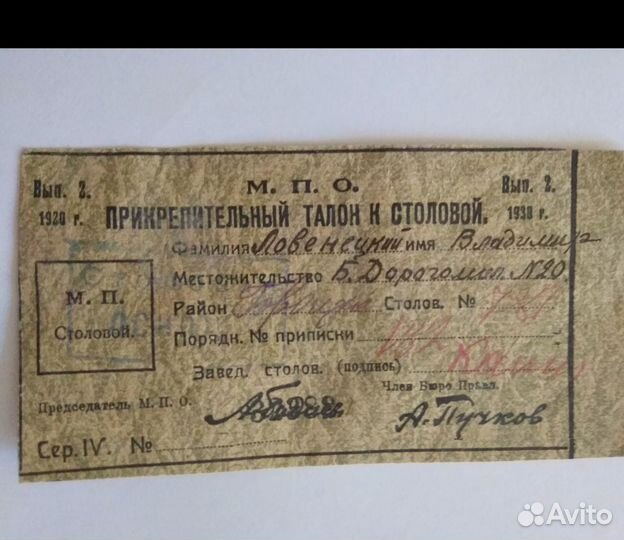 Вып. 2. М. П. О. Вып. 2.
1920 г. ПРИКРЕПИТЕЛЬНЫЙ ТАЛОН К СТОЛОВОЙ. 1930 г.
Фамилия Ловенецкий имя Владимир
Местожительство Б. Дорогомил. №20
М. П.
Столовой.
Район Столов. №
Порядн. № приписки
Завед. столов. (подпись)
Член Бюро Правл.
Председатель М. П. О.
А. Пучков
Сер. IV. №
Avito